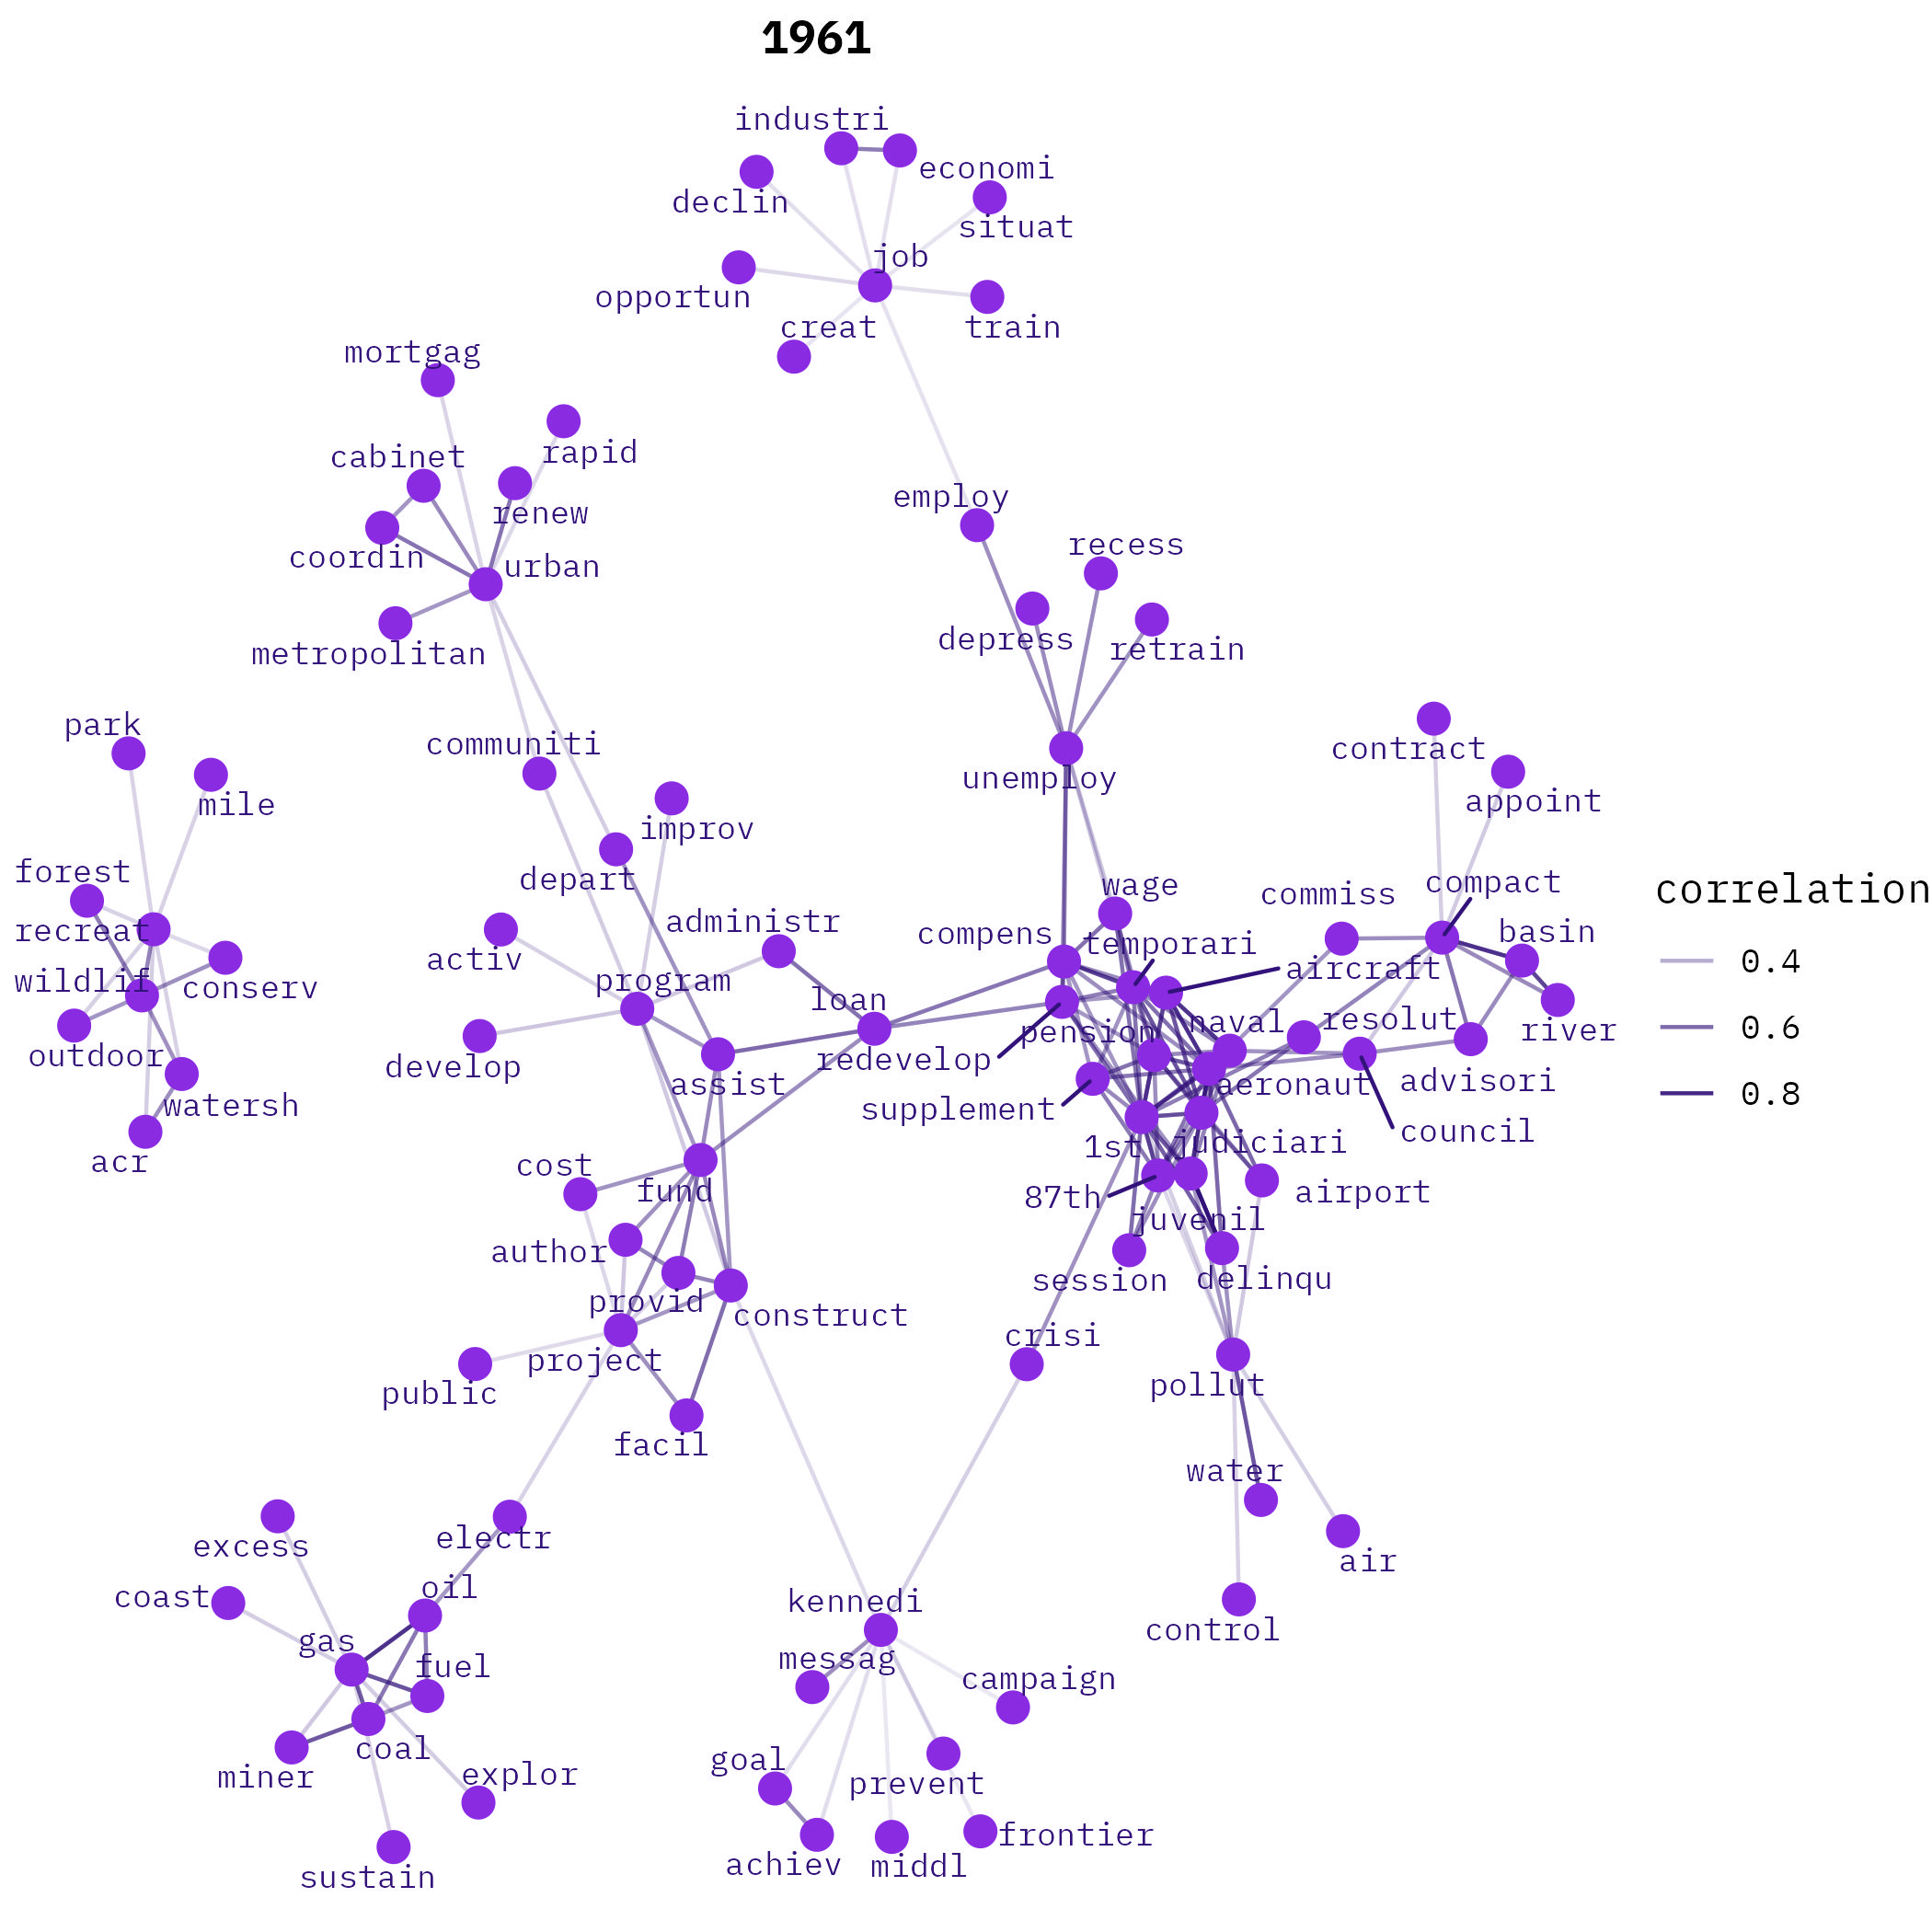 1961
industri
economi
declin
situat
job
opportun
creat
train
mortgag
cabinet
rapid
renew
coordin
urban
employ
recess
metropolitan
depress
retrain
park
communiti
contract
mile
improv
unemploy
appoint
forest
depart
wage
commiss
compact
correlation
recreat
administr
compens
temporari
basin
activ
aircraft
0.4
wildlif
conserv
program
loan
outdoor
develop
redevelop
pension
naval
resolut
river
0.6
assist
aeronaut
advisori
watersh
supplement
council
0.8
acr
cost
fund
1st
judiciari
87th
airport
author
juvenil
provid
session
delinqu
construct
crisi
project
public
pollut
facil
water
excess
electr
air
coast
oil
kennedi
control
gas
fuel
messag
campaign
coal
miner
explor
goal
prevent
frontier
sustain
achiev
middl